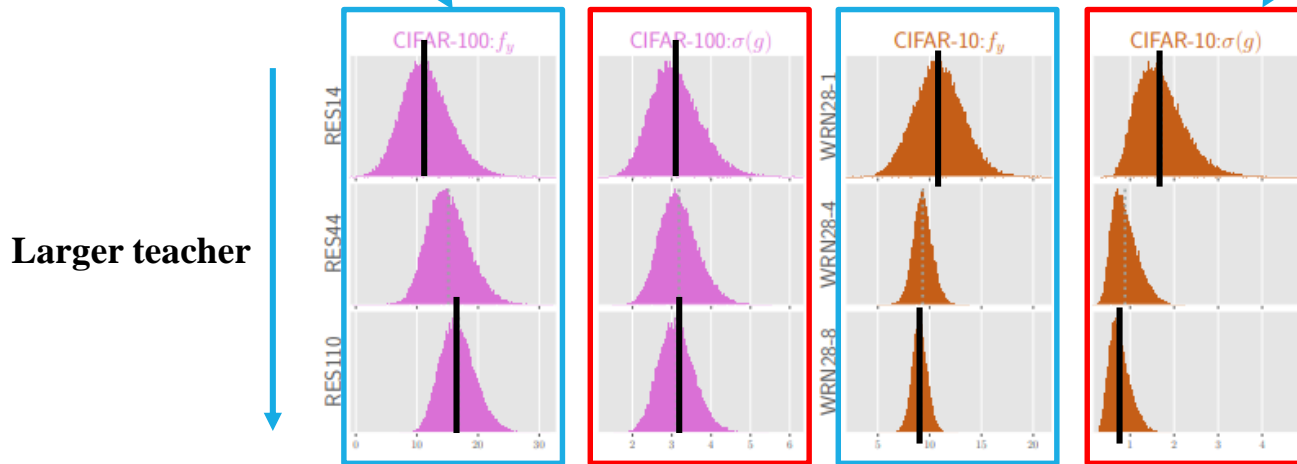 CIFAR-100: f_y
CIFAR-100:σ(g)
CIFAR-10: f_y
CIFAR-10:σ(g)
RES14
WRN28-1
RES44
WRN28-4
Larger teacher
RES110
WRN28-8
0 10 20 30
2 3 4 5 6
5 10 15 20
1 2 3 4